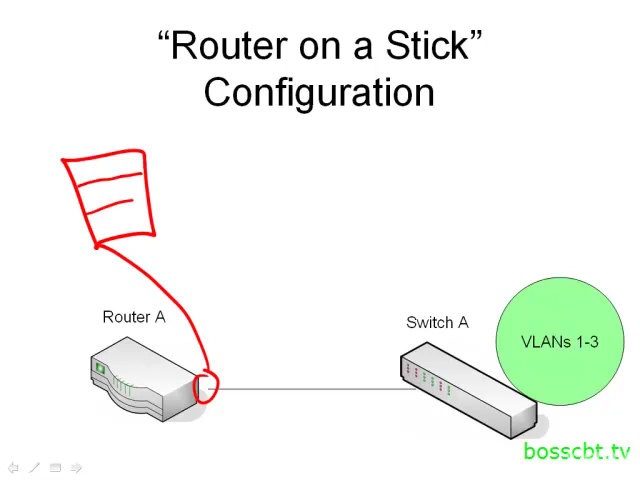 “Router on a Stick”
Configuration
Router A
Switch A
VLANs 1-3
bosscbt.tv